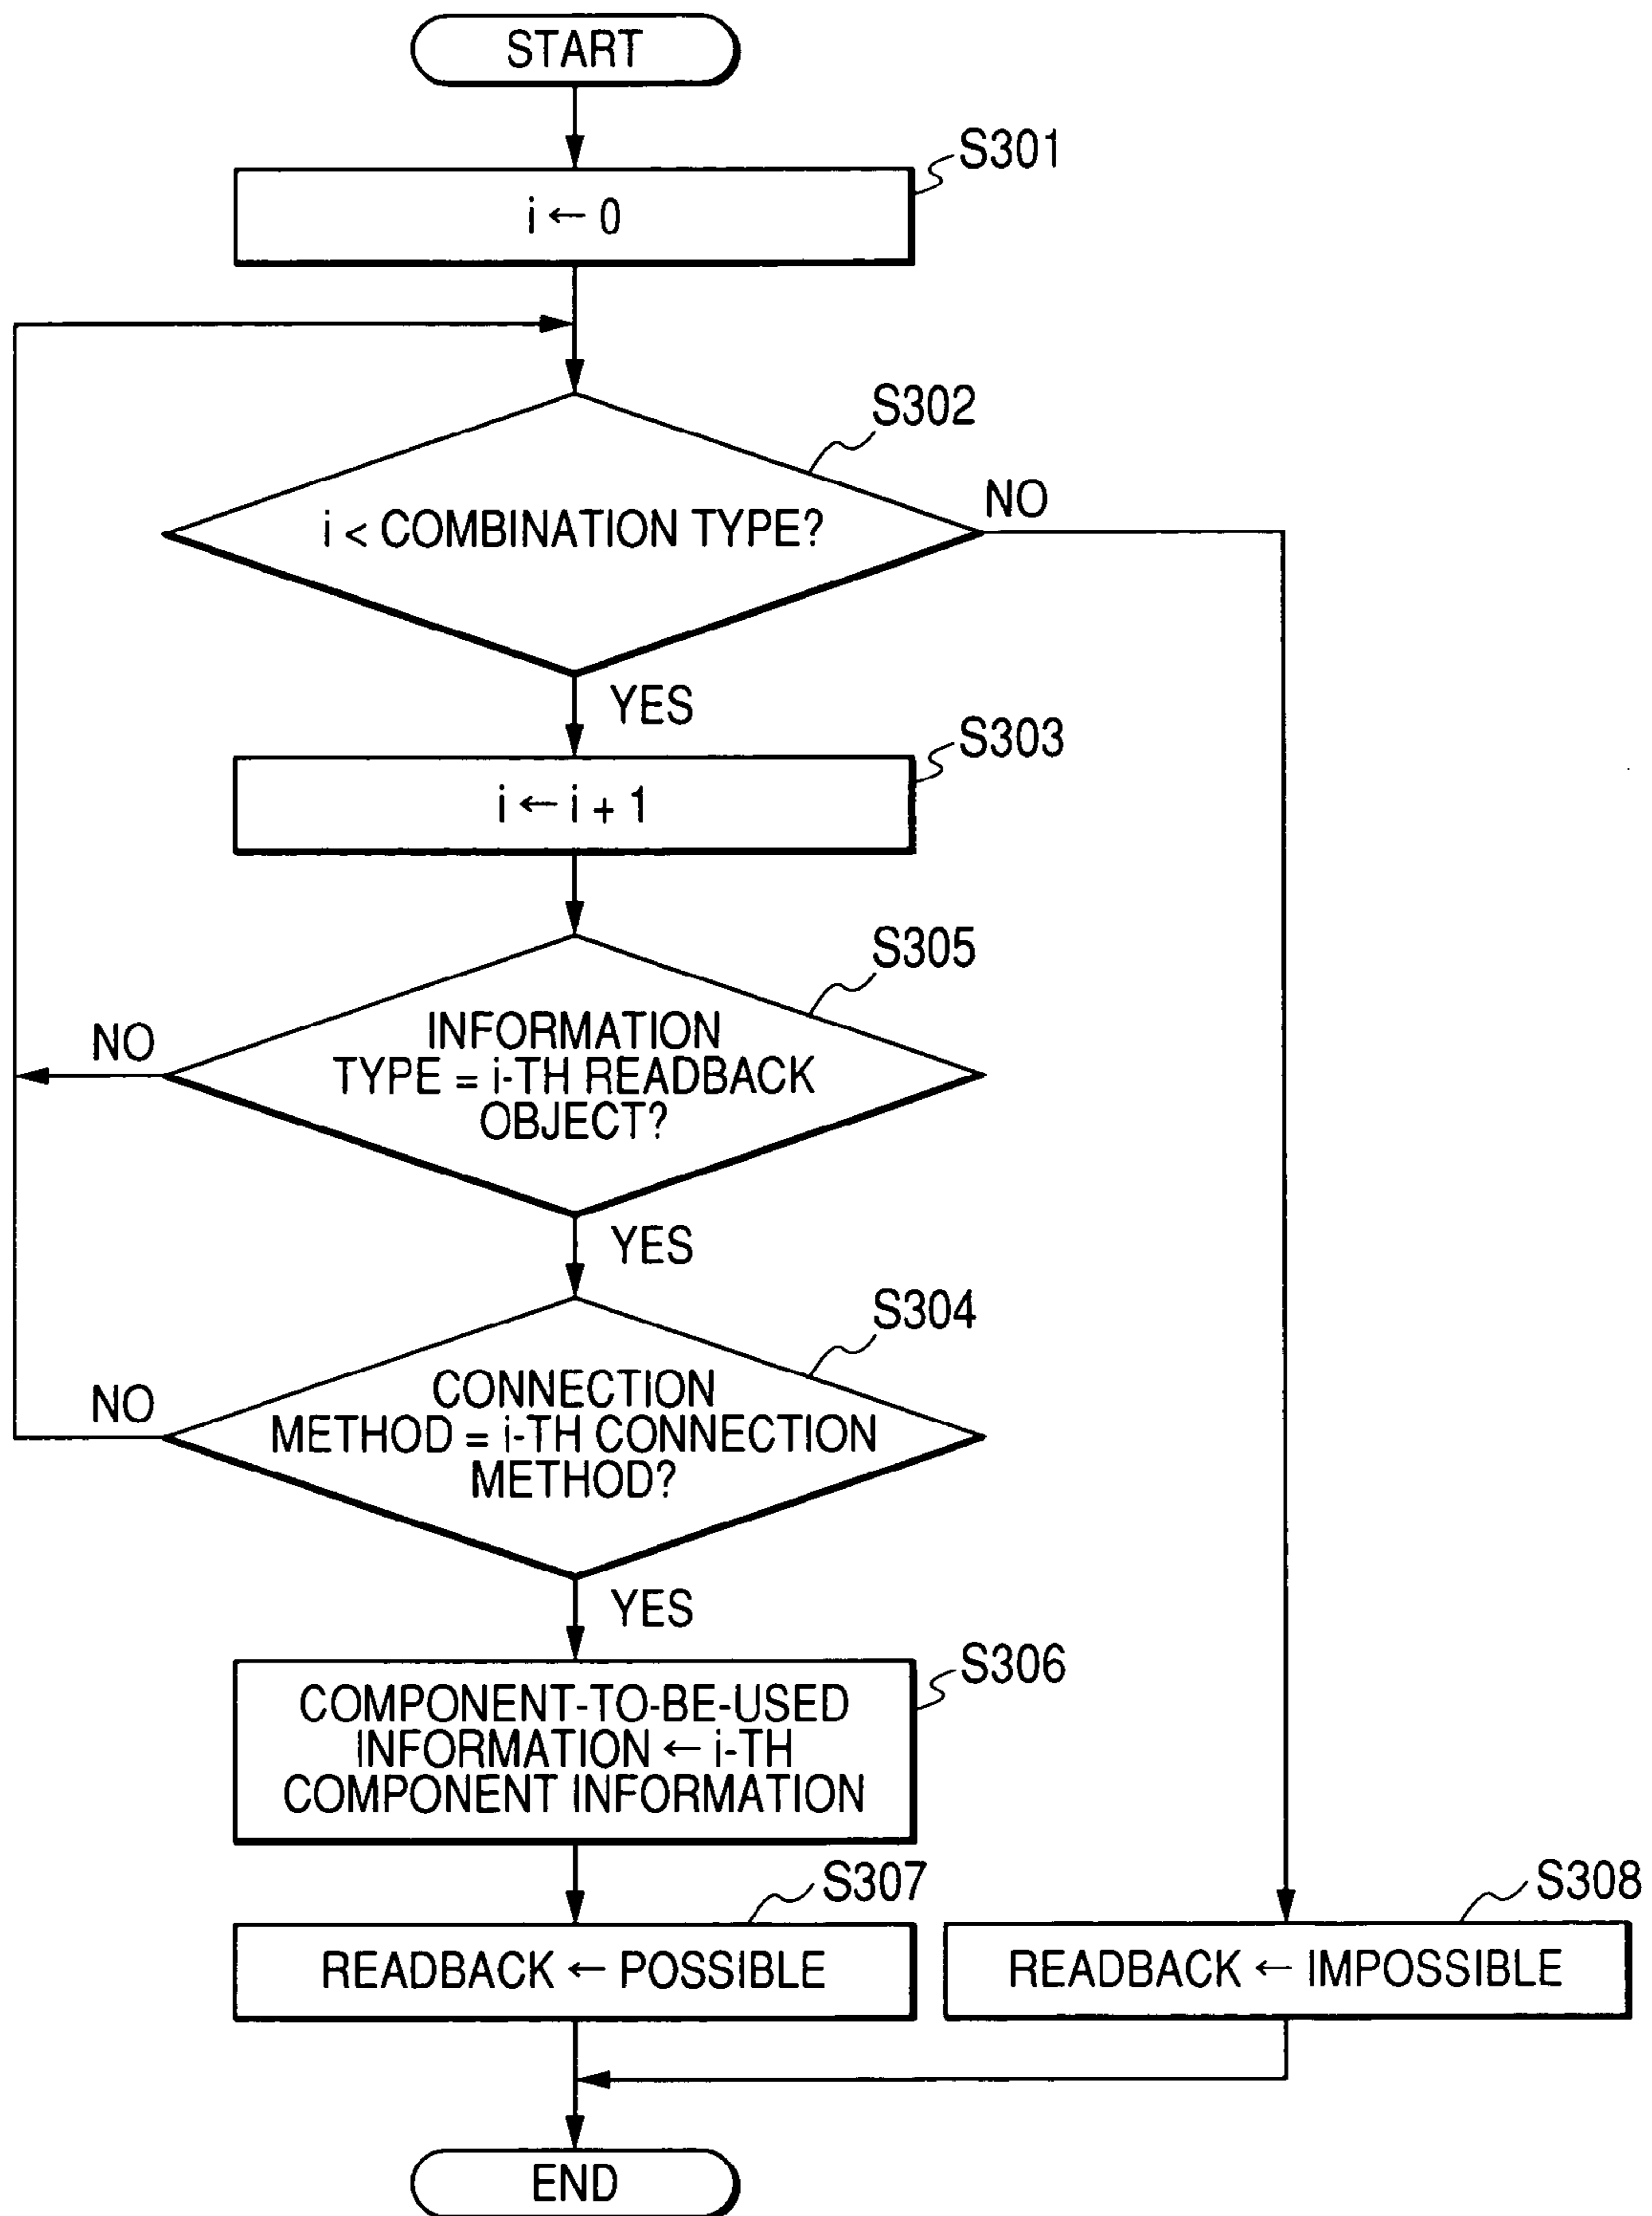 START
S301
i ← 0
S302
i < COMBINATION TYPE?
NO
YES
S303
i ← i + 1
S305
INFORMATION
TYPE = i-TH READBACK
OBJECT?
NO
YES
S304
CONNECTION
METHOD = i-TH CONNECTION
METHOD?
NO
YES
S306
COMPONENT-TO-BE-USED
INFORMATION ← i-TH
COMPONENT INFORMATION
S307
READBACK ← POSSIBLE
S308
READBACK ← IMPOSSIBLE
END